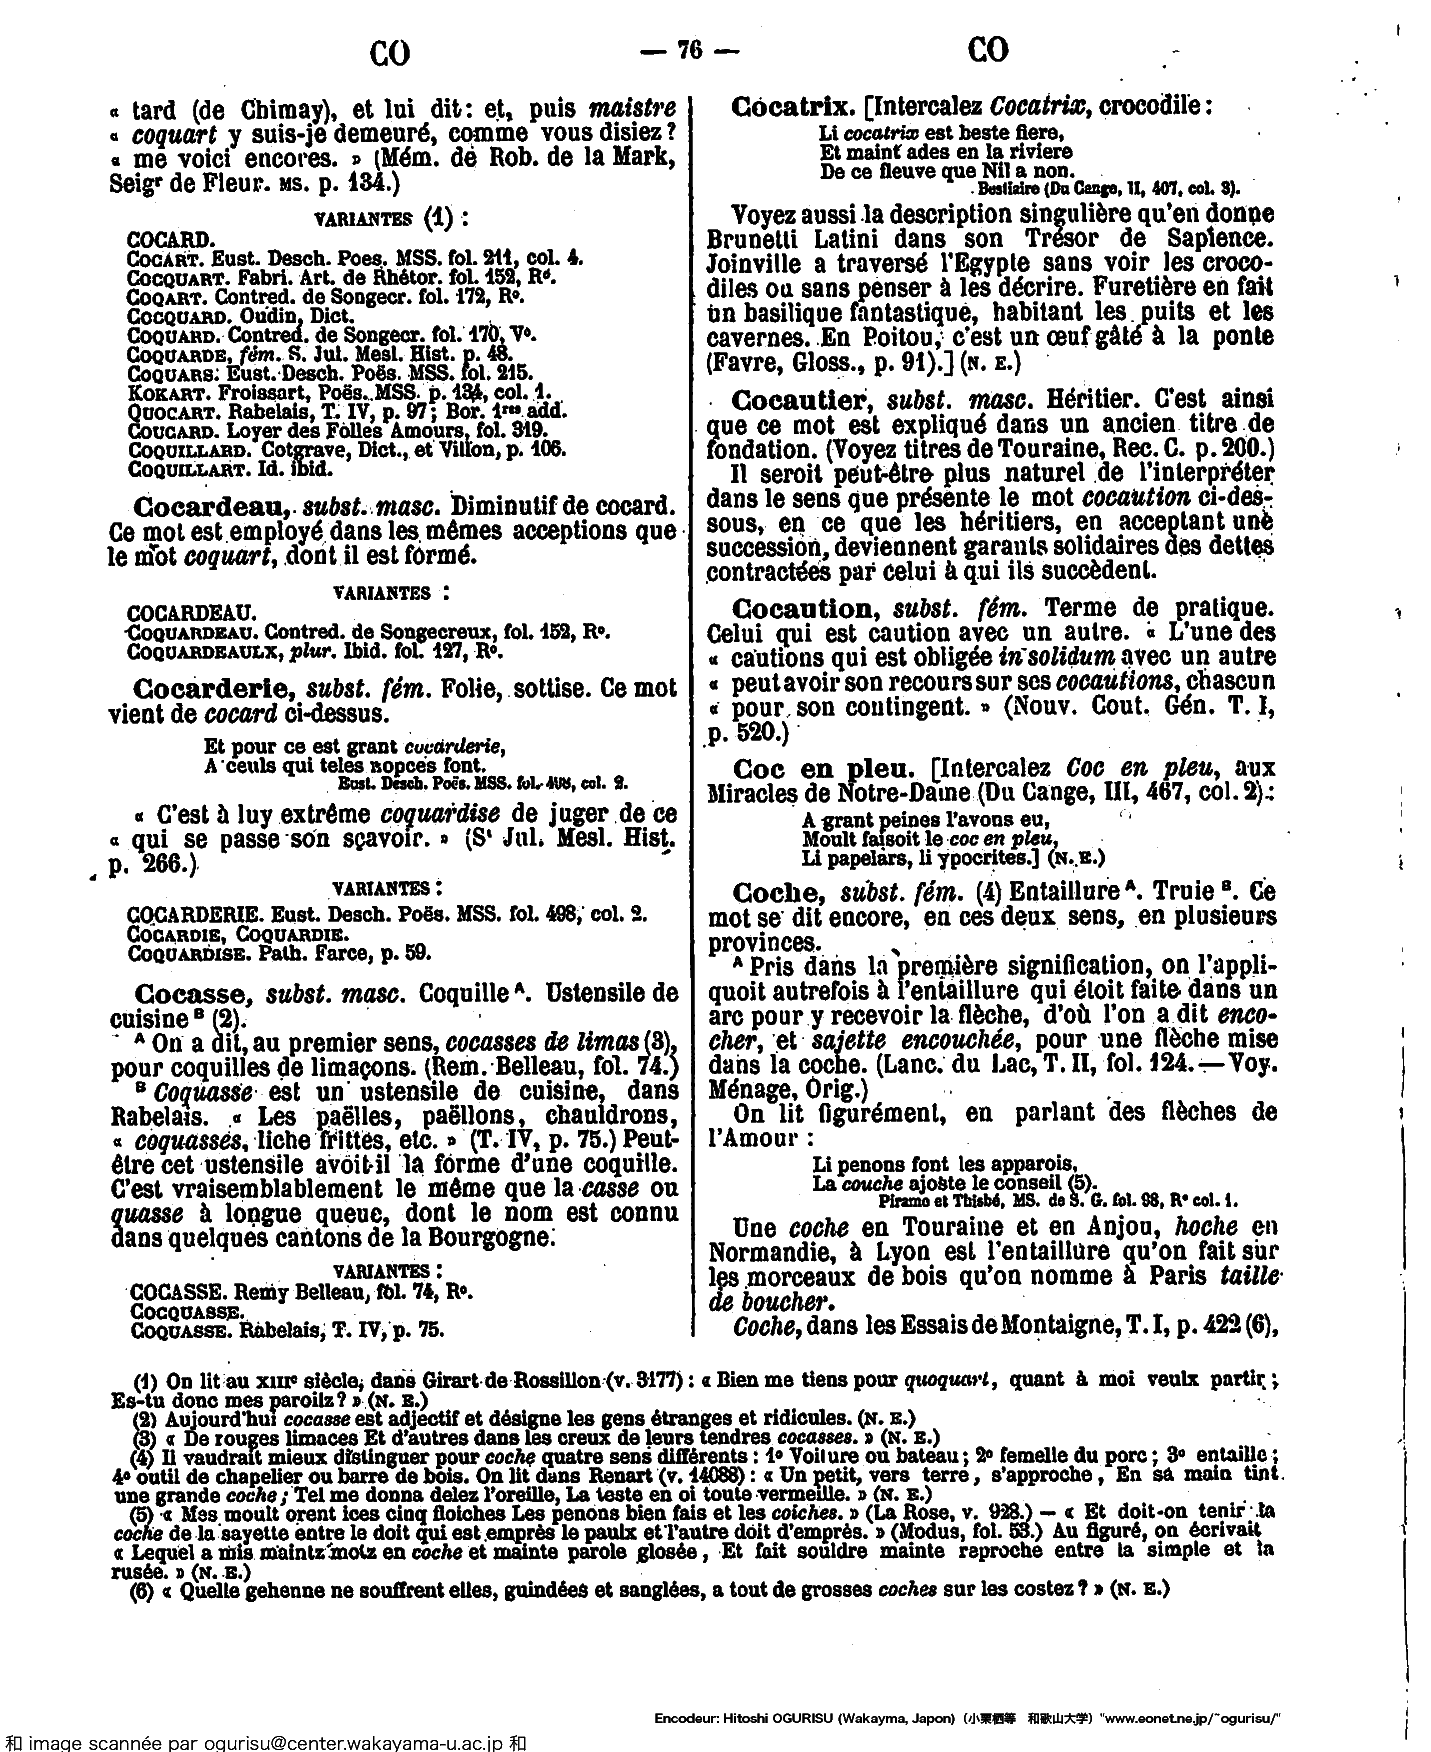 CO — 76 — CO
« tard (de Chimay), et lui dit : et, puis maistre
« coquart y suis-je demeuré, comme vous disiez ?
« me voici encores. » (Mém. de Rob. de la Mark,
Seigr de Fleur. MS. p. 134.)
VARIANTES (1) :
COCARD.
COCART. Eust. Desch. Poes. MSS. fol. 211, col. 4.
COCQUART. Fabri. Art. de Rhétor. fol. 152, Ro.
COQART. Contred. de Songecr. fol. 172, Ro.
COCQUARD. Oudin, Dict.
COQUARD. Contred. de Songecr. fol. 170, Vo.
COQUARDE, fém. S. Jul. Mesl. Hist. p. 48.
COQUARS. Eust. Desch. Poës. MSS. fol. 215.
KOKART. Froissart, Poës. MSS. p. 134, col. 1.
QUOCART. Rabelais, T. IV, p. 97 ; Bor. 1res add.
COUCARD. Loyer des Folles Amours, fol. 319.
COQUILLARD. Cotgrave, Dict., et Villon, p. 106.
COQUILLART. Id. ibid.
Cocardeau, subst. masc. Diminutif de cocard.
Ce mot est employé dans les mêmes acceptions que
le mot coquart, dont il est formé.
VARIANTES :
COCARDEAU.
COQUARDEAU. Contred. de Songecreux, fol. 152, Ro.
COQUARDEAULX, plur. Ibid. fol. 127, Ro.
Cocarderie, subst. fém. Folie, sottise. Ce mot
vient de cocard ci-dessus.
Et pour ce est grant cocarderie,
A ceuls qui teles nopces font.
Eust. Desch. Poës. MSS. fol. 498, col. 2.
« C'est à luy extrême coquardise de juger de ce
« qui se passe son sçavoir. » (St Jul. Mesl. Hist.
p. 266.)
VARIANTES :
COCARDERIE. Eust. Desch. Poës. MSS. fol. 498, col. 2.
COCARDIE, COQUARDIE.
COQUARDISE. Path. Farce, p. 59.
Cocasse, subst. masc. Coquille A. Ustensile de
cuisine B (2).
A On a dit, au premier sens, cocasses de limas (3),
pour coquilles de limaçons. (Rem. Belleau, fol. 74.)
B Coquasse est un ustensile de cuisine, dans
Rabelais. « Les paëlles, paëllons, chauldrons,
« coquasses, liche frittes, etc. » (T. IV, p. 75.) Peut-
être cet ustensile avoit-il la forme d'une coquille.
C'est vraisemblablement le même que la casse ou
quasse à longue queue, dont le nom est connu
dans quelques cantons de la Bourgogne.
VARIANTES :
COCASSE. Remy Belleau, fol. 74, Ro.
COCQUASSE.
COQUASSE. Rabelais, T. IV, p. 75.
Cocatrix. [Intercalez Cocatrix, crocodile :
Li cocatrix est beste fiere,
Et maint ades en la riviere
De ce fleuve que Nil a non.
Bestiaire (Du Cange, II, 407, col. 3).
Voyez aussi la description singulière qu'en donne
Brunetti Latini dans son Trésor de Sapience.
Joinville a traversé l'Egypte sans voir les croco-
diles ou sans penser à les décrire. Furetière en fait
un basilique fantastique, habitant les puits et les
cavernes. En Poitou, c'est un œuf gâté à la ponte
(Favre, Gloss., p. 91).] (N. E.)
Cocautier, subst. masc. Héritier. C'est ainsi
que ce mot est expliqué dans un ancien titre de
fondation. (Voyez titres de Touraine, Rec. C. p. 200.)
Il seroit peut-être plus naturel de l'interpréter
dans le sens que présente le mot cocaution ci-des-
sous, en ce que les héritiers, en acceptant une
succession, deviennent garants solidaires des dettes
contractées par celui à qui ils succèdent.
Cocaution, subst. fém. Terme de pratique.
Celui qui est caution avec un autre. « L'une des
« cautions qui est obligée in solidum avec un autre
« peut avoir son recours sur ses cocautions, chascun
« pour son contingent. » (Nouv. Cout. Gén. T. I,
p. 520.)
Coc en pleu. [Intercalez Coc en pleu, aux
Miracles de Notre-Dame (Du Cange, III, 467, col. 2) :
A grant peines l'avons eu,
Moult faisoit le coc en pleu,
Li papelars, li ypocrites.] (N. E.)
Coche, subst. fém. (4) Entaillure A. Truie B. Ce
mot se dit encore, en ces deux sens, en plusieurs
provinces.
A Pris dans la première signification, on l'appli-
quoit autrefois à l'entaillure qui étoit faite dans un
arc pour y recevoir la flèche, d'où l'on a dit enco-
cher, et sajette encouchée, pour une flèche mise
dans la coche. (Lanc. du Lac, T. II, fol. 124. — Voy.
Ménage, Orig.)
On lit figurément, en parlant des flèches de
l'Amour :
Li penons font les apparois,
La couche ajoste le conseil (5).
Piramo et Thisbé, MS. de S. G. fol. 98, Ro col. 1.
Une coche en Touraine et en Anjou, hoche en
Normandie, à Lyon est l'entaillure qu'on fait sur
les morceaux de bois qu'on nomme à Paris taille
de boucher.
Coche, dans les Essais de Montaigne, T. I, p. 422 (6),
(1) On lit au XIIIe siècle, dans Girart de Rossillon (v. 3177) : « Bien me tiens pour quoquart, quant à moi veulx partir ;
Es-tu donc mes paroilz ? » (N. E.)
(2) Aujourd'hui cocasse est adjectif et désigne les gens étranges et ridicules. (N. E.)
(3) « De rouges limaces Et d'autres dans les creux de leurs tendres cocasses. » (N. E.)
(4) Il vaudrait mieux distinguer pour coche quatre sens différents : 1o Voiture ou bateau ; 2o femelle du porc ; 3o entaille ;
4o outil de chapelier ou barre de bois. On lit dans Renart (v. 14088) : « Un petit, vers terre, s'approche, En sa main tint
une grande coche ; Tel me donna delez l'oreille, La teste en oi toute vermeille. » (N. E.)
(5) « Mes moult orent ices cinq floiches Les penons bien fais et les coiches. » (La Rose, v. 928.) — « Et doit-on tenir la
coche de la sayette entre le doit qui est emprès le paulx et l'autre doit d'emprès. » (Modus, fol. 53.) Au figuré, on écrivait
« Lequel a mis maintz motz en coche et mainte parole glosée, Et fait souldre mainte reproche entre la simple et la
rusée. » (N. E.)
(6) « Quelle gehenne ne souffrent elles, guindées et sanglées, a tout de grosses coches sur les costez ? » (N. E.)
Encodeur: Hitoshi OGURISU (Wakayma, Japon) (小栗栖等 和歌山大学) "www.eonet.ne.jp/~ogurisu/"
和 image scannée par ogurisu@center.wakayama-u.ac.jp 和